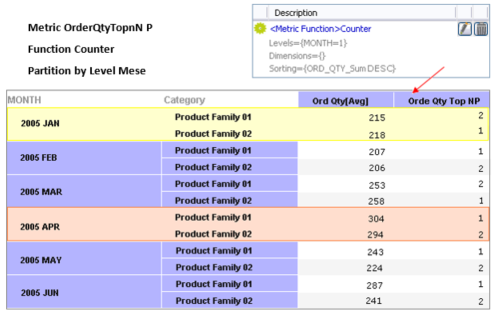 Metric OrderQtyTopnN P
Function Counter
Partition by Level Mese
Description
<Metric Function>Counter
Levels={MONTH=1}
Dimensions={}
Sorting={ORD_QTY_Sum DESC}
MONTH Category Ord Qty[Avg] Orde Qty Top NP
2005 JAN Product Family 01 215 2
Product Family 02 218 1
2005 FEB Product Family 01 207 1
Product Family 02 206 2
2005 MAR Product Family 01 253 2
Product Family 02 258 1
2005 APR Product Family 01 304 1
Product Family 02 294 2
2005 MAY Product Family 01 243 1
Product Family 02 224 2
2005 JUN Product Family 01 287 1
Product Family 02 241 2